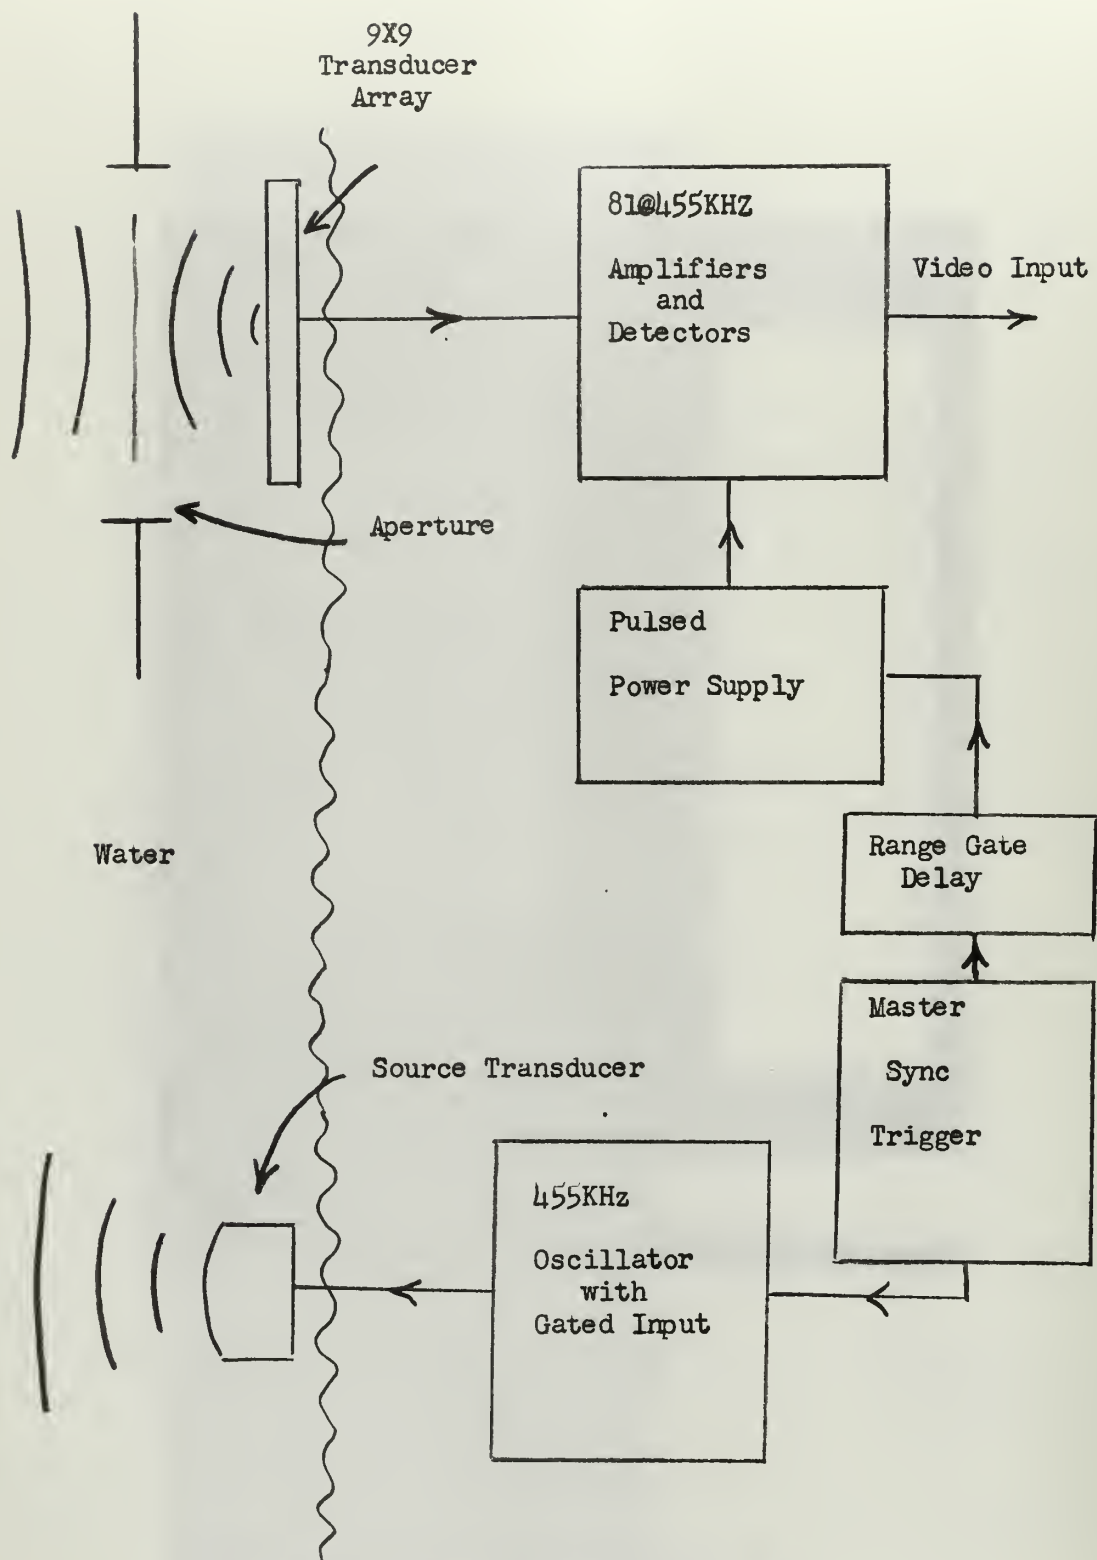 9X9
Transducer
Array
81@455KHZ
Amplifiers
and
Detectors
Video Input
Aperture
Pulsed
Power Supply
Water
Range Gate
Delay
Master
Sync
Trigger
Source Transducer
455KHz
Oscillator
with
Gated Input